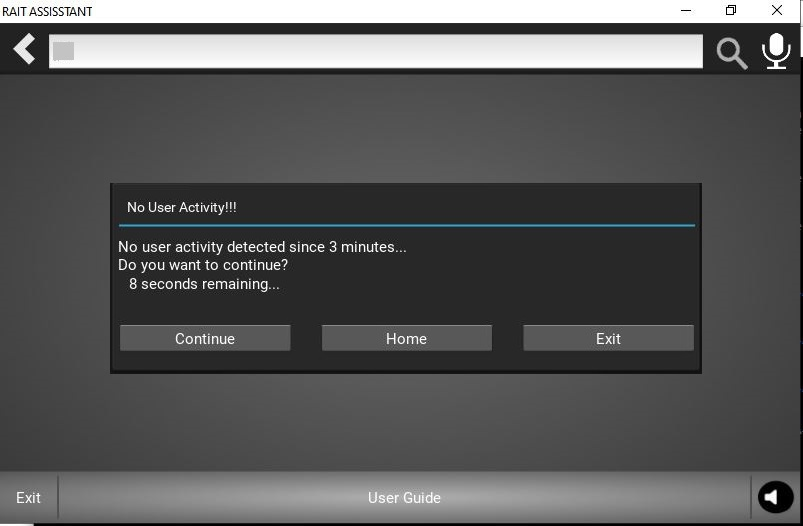 RAIT ASSISSTANT
No User Activity!!!
No user activity detected since 3 minutes...
Do you want to continue?
8 seconds remaining...
Continue Home Exit
Exit User Guide